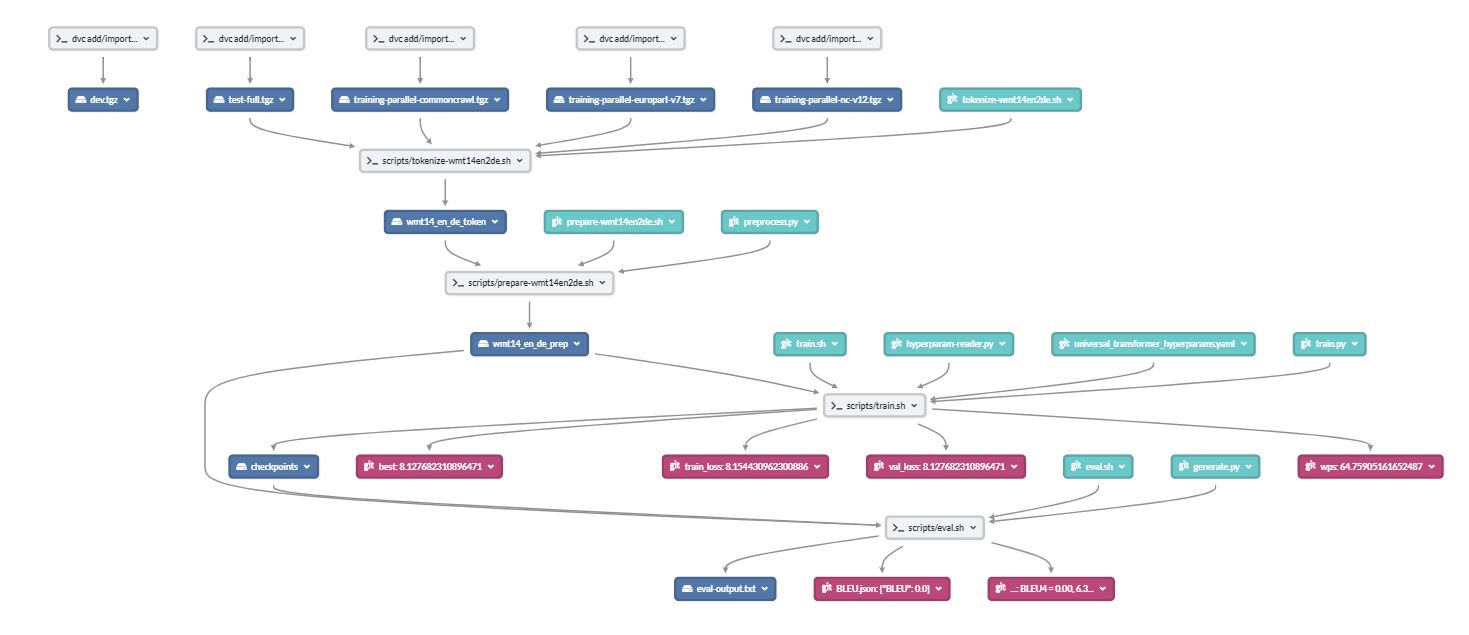 >_ dvc add/import...
>_ dvc add/import...
>_ dvc add/import...
>_ dvc add/import...
>_ dvc add/import...
dev.tgz
test-full.tgz
training-parallel-commoncrawl.tgz
training-parallel-europarl-v7.tgz
training-parallel-nc-v12.tgz
git tokenize-wmt14en2de.sh
>_ scripts/tokenize-wmt14en2de.sh
wmt14_en_de_token
git prepare-wmt14en2de.sh
git preprocess.py
>_ scripts/prepare-wmt14en2de.sh
wmt14_en_de_prep
git train.sh
git hyperparam-reader.py
git universal_transformer_hyperparams.yaml
git train.py
>_ scripts/train.sh
checkpoints
git best: 8.127682310896471
git train_loss: 8.154430962300886
git val_loss: 8.127682310896471
git eval.sh
git generate.py
git wps: 64.75905161652487
>_ scripts/eval.sh
eval-output.txt
git BLEU.json: {"BLEU": 0.0}
git ...: BLEU4 = 0.00, 6.3...